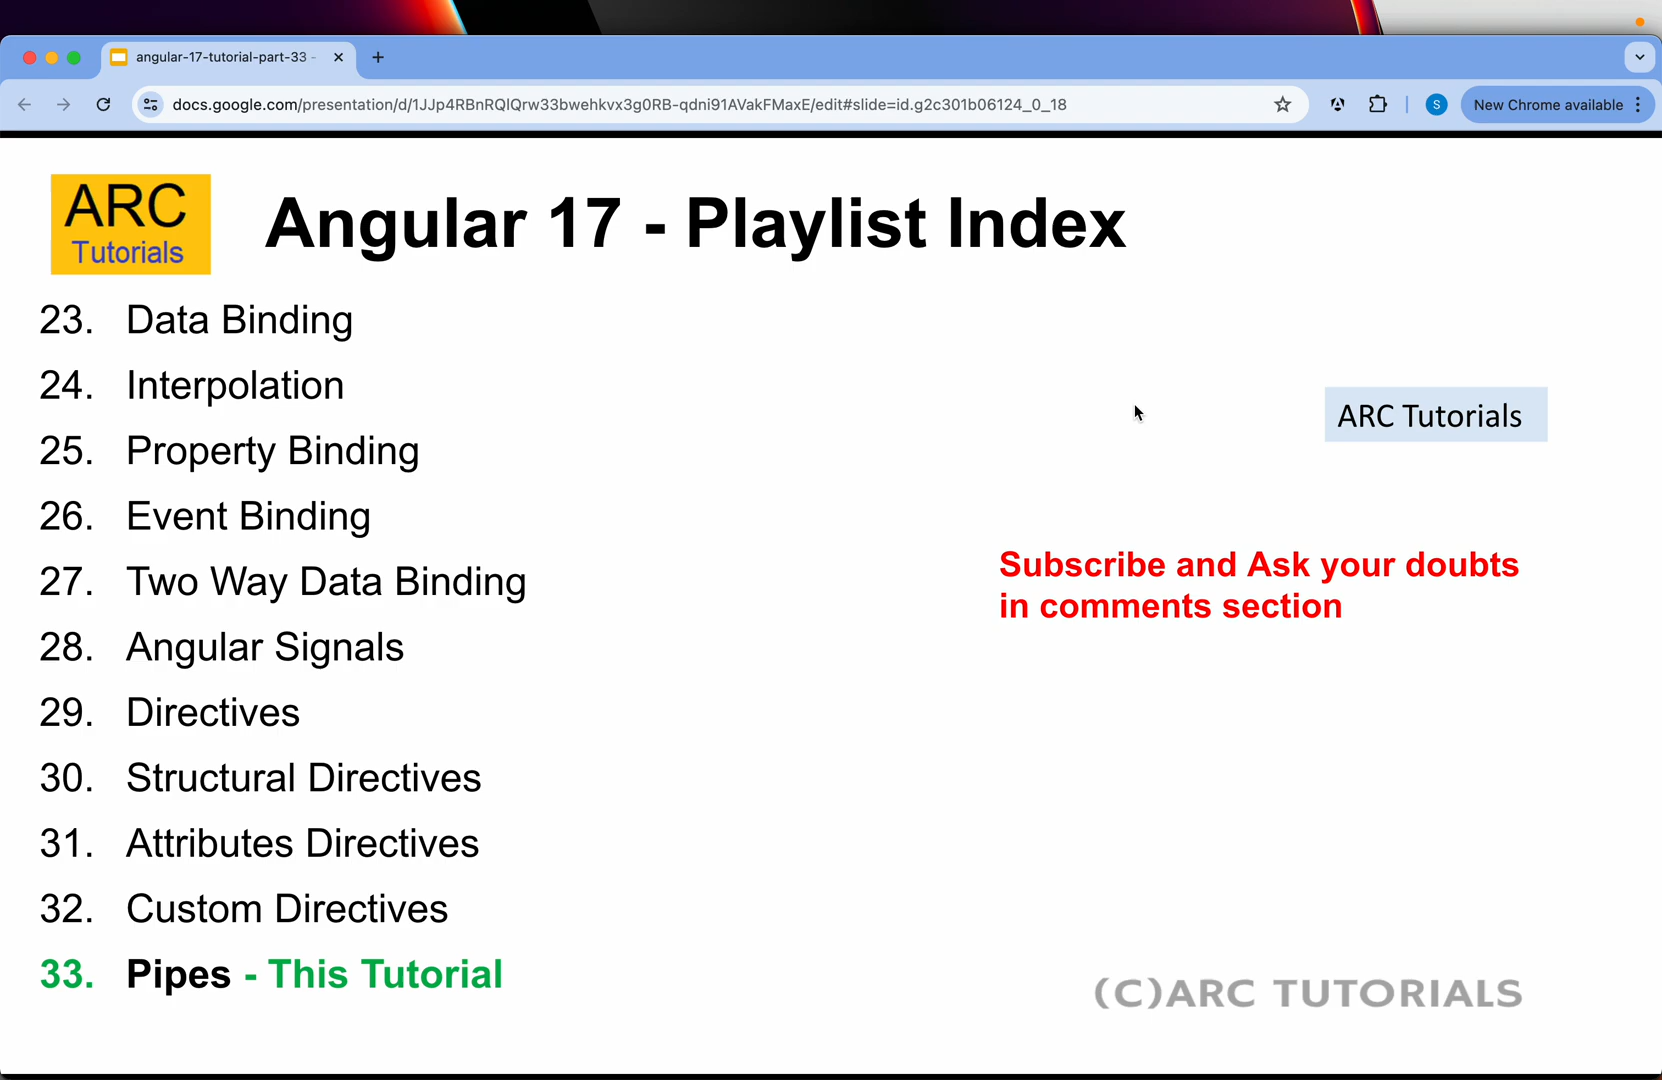 angular-17-tutorial-part-33 -
docs.google.com/presentation/d/1JJp4RBnRQlQrw33bwehkvx3g0RB-qdni91AVakFMaxE/edit#slide=id.g2c301b06124_0_18
S
New Chrome available
ARC
Tutorials
Angular 17 - Playlist Index
23. Data Binding
24. Interpolation
25. Property Binding
26. Event Binding
27. Two Way Data Binding
28. Angular Signals
29. Directives
30. Structural Directives
31. Attributes Directives
32. Custom Directives
33. Pipes - This Tutorial
ARC Tutorials
Subscribe and Ask your doubts
in comments section
(C)ARC TUTORIALS